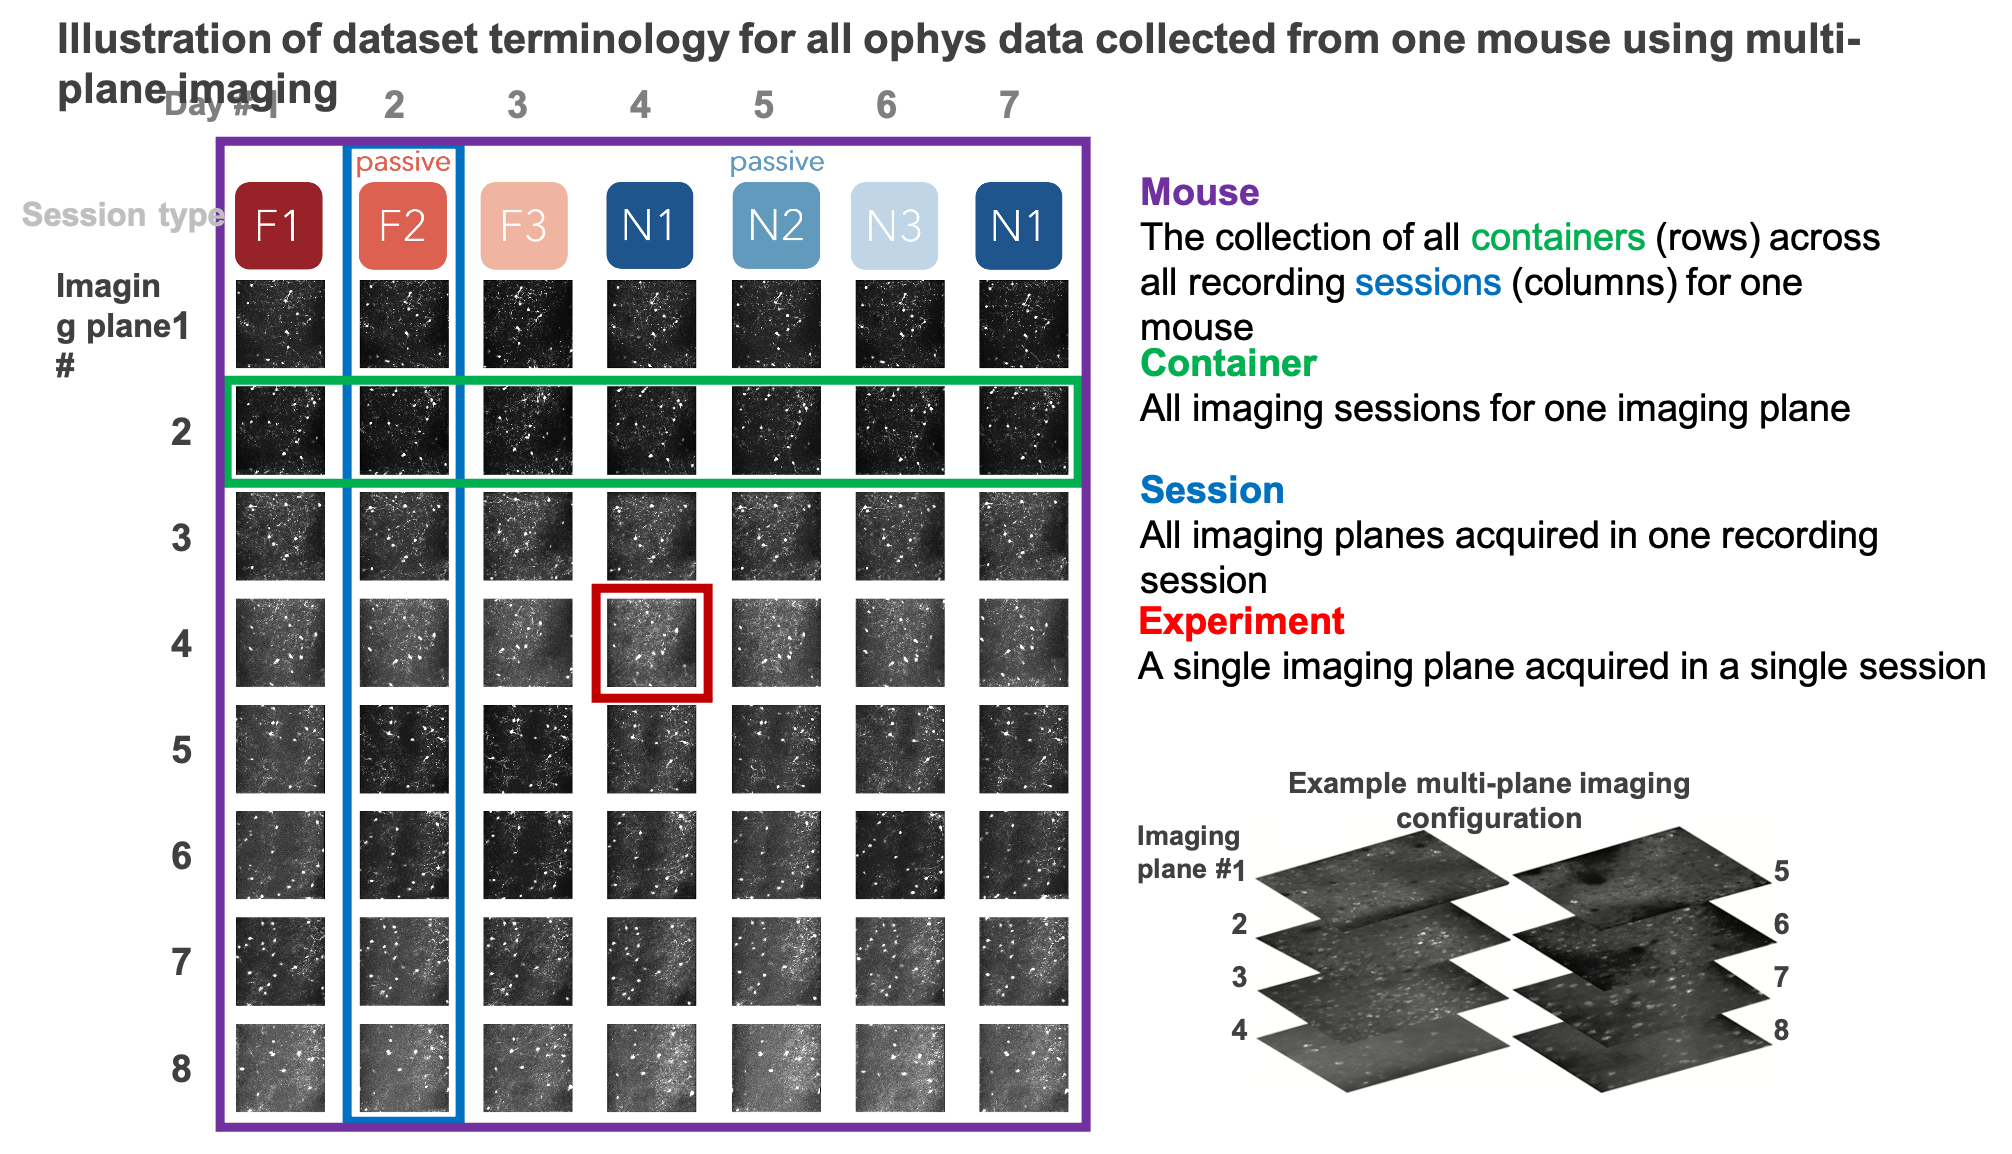 Illustration of dataset terminology for all ophys data collected from one mouse using multi-
plane imaging
Day # 1 2 3 4 5 6 7
passive passive
Session type F1 F2 F3 N1 N2 N3 N1
Imagin
g plane1
#
2
3
4
5
6
7
8
Mouse
The collection of all containers (rows) across
all recording sessions (columns) for one
mouse
Container
All imaging sessions for one imaging plane
Session
All imaging planes acquired in one recording
session
Experiment
A single imaging plane acquired in a single session
Example multi-plane imaging
configuration
Imaging
plane #1 5
2 6
3 7
4 8